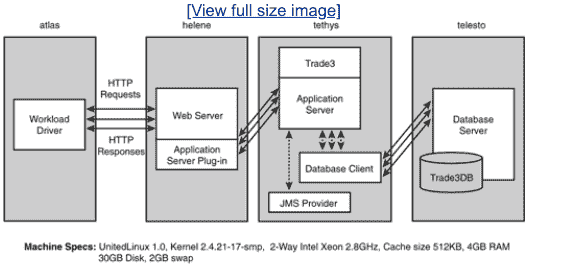 [View full size image]
atlas
helene
tethys
telesto
HTTP
Requests
Workload
Driver
HTTP
Responses
Web Server
Application
Server Plug-in
Trade3
Application
Server
Database Client
JMS Provider
Database
Server
Trade3DB
Machine Specs: UnitedLinux 1.0, Kernel 2.4.21-17-smp, 2-Way Intel Xeon 2.8GHz, Cache size 512KB, 4GB RAM
30GB Disk, 2GB swap